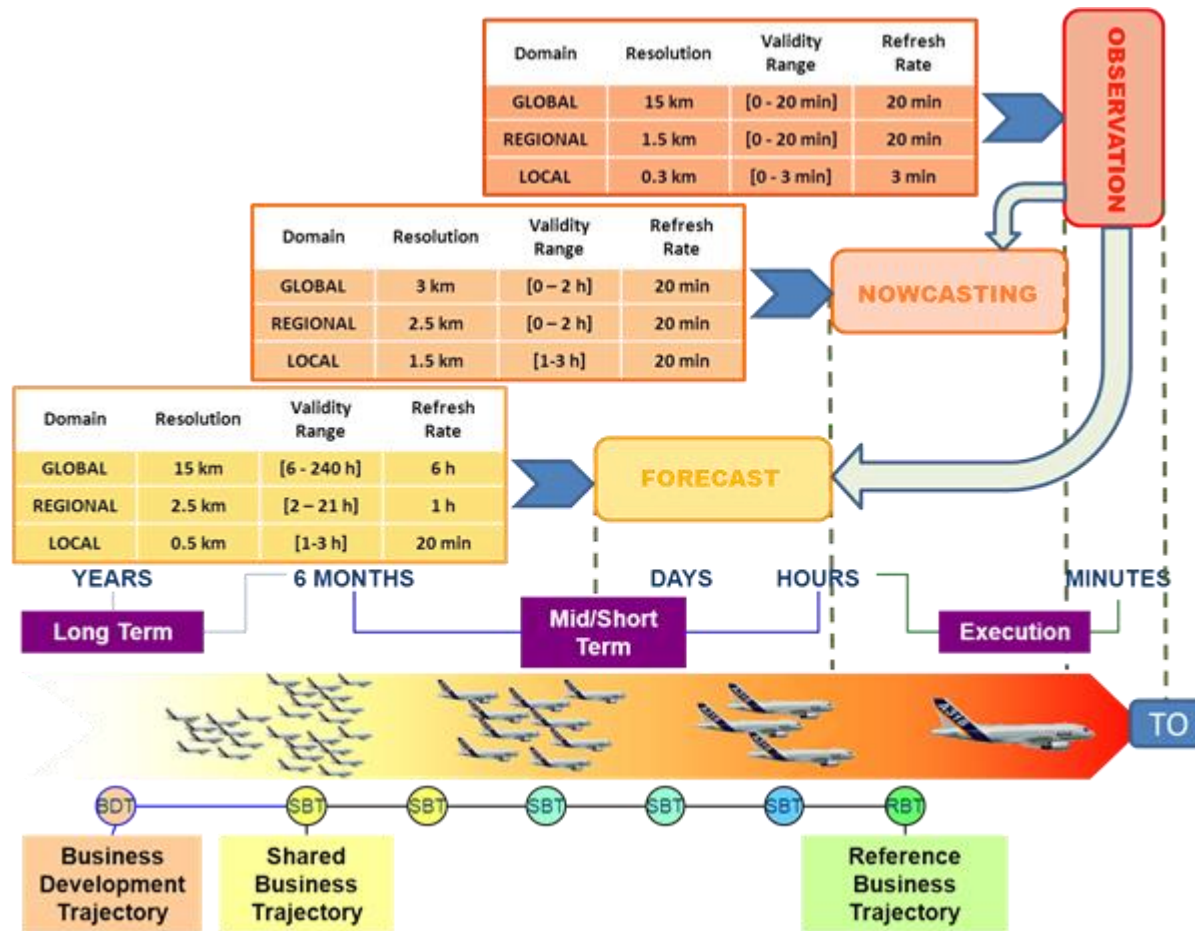 OBSERVATION
Domain Resolution Validity Range Refresh Rate
GLOBAL 15 km [0 - 20 min] 20 min
REGIONAL 1.5 km [0 - 20 min] 20 min
LOCAL 0.3 km [0 - 3 min] 3 min
Domain Resolution Validity Range Refresh Rate
GLOBAL 3 km [0 – 2 h] 20 min
REGIONAL 2.5 km [0 – 2 h] 20 min
LOCAL 1.5 km [1-3 h] 20 min
NOWCASTING
Domain Resolution Validity Range Refresh Rate
GLOBAL 15 km [6 - 240 h] 6 h
REGIONAL 2.5 km [2 – 21 h] 1 h
LOCAL 0.5 km [1-3 h] 20 min
FORECAST
YEARS 6 MONTHS DAYS HOURS MINUTES
Long Term
Mid/Short
Term
Execution
A318
TO
BDT SBT SBT SBT SBT SBT RBT
Business
Development
Trajectory
Shared
Business
Trajectory
Reference
Business
Trajectory